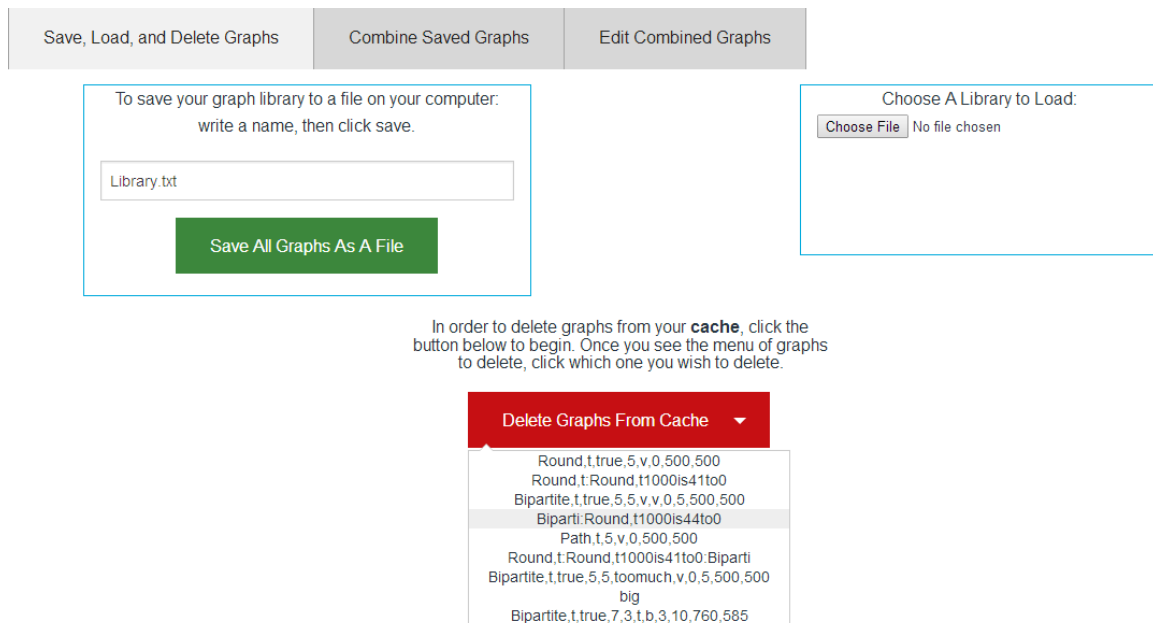 Save, Load, and Delete Graphs
Combine Saved Graphs
Edit Combined Graphs
To save your graph library to a file on your computer:
write a name, then click save.
Library.txt
Save All Graphs As A File
Choose A Library to Load:
Choose File No file chosen
In order to delete graphs from your cache, click the
button below to begin. Once you see the menu of graphs
to delete, click which one you wish to delete.
Delete Graphs From Cache
Round,t,true,5,v,0,500,500
Round,t:Round,t1000is41to0
Bipartite,t,true,5,5,v,v,0,5,500,500
Biparti:Round,t1000is44to0
Path,t,5,v,0,500,500
Round,t:Round,t1000is41to0:Biparti
Bipartite,t,true,5,5,toomuch,v,0,5,500,500
big
Bipartite,t,true,7,3,t,b,3,10,760,585